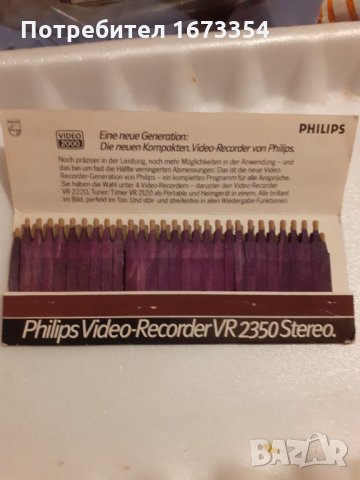 Потребител 1673354
VIDEO
2000
Eine neue Generation:
Die neuen Kompakten. Video-Recorder von Philips.
PHILIPS
Noch präziser in der Leistung, noch mehr Möglichkeiten in der Anwendung – und
das bei um fast die Hälfte verringerten Abmessungen: Das ist die neue Video
Recorder-Generation von Philips – ein komplettes Programm für alle Ansprüche.
Sie haben die Wahl unter 4 Video-Recordern – darunter den Video-Recorder
VR 2220, Tuner/Timer VR 2120 als Portable und Heimgerät in einem. Alle brillant
im Bild, perfekt im Ton. Und stör- und streifenfrei in allen Wiedergabe-Funktionen.
Philips Video-Recorder VR 2350 Stereo.
BAZAR